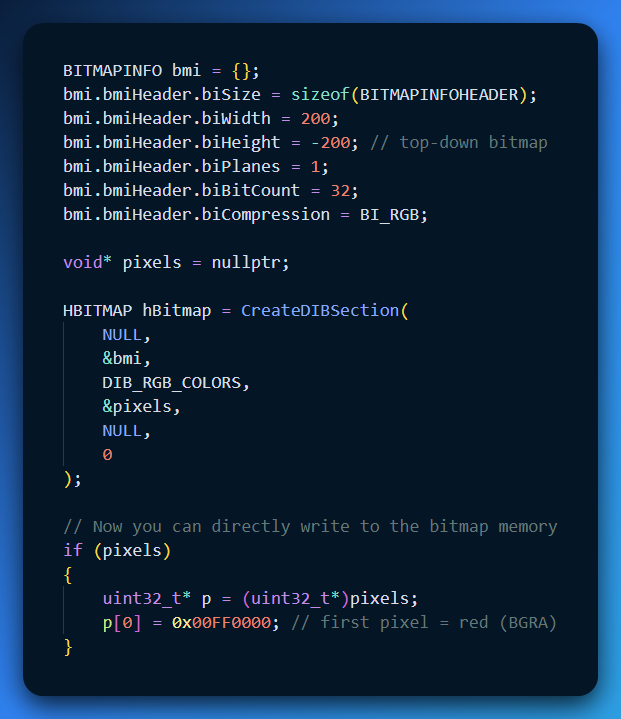 BITMAPINFO bmi = {};
bmi.bmiHeader.biSize = sizeof(BITMAPINFOHEADER);
bmi.bmiHeader.biWidth = 200;
bmi.bmiHeader.biHeight = -200; // top-down bitmap
bmi.bmiHeader.biPlanes = 1;
bmi.bmiHeader.biBitCount = 32;
bmi.bmiHeader.biCompression = BI_RGB;

void* pixels = nullptr;

HBITMAP hBitmap = CreateDIBSection(
    NULL,
    &bmi,
    DIB_RGB_COLORS,
    &pixels,
    NULL,
    0
);

// Now you can directly write to the bitmap memory
if (pixels)
{
    uint32_t* p = (uint32_t*)pixels;
    p[0] = 0x00FF0000; // first pixel = red (BGRA)
}